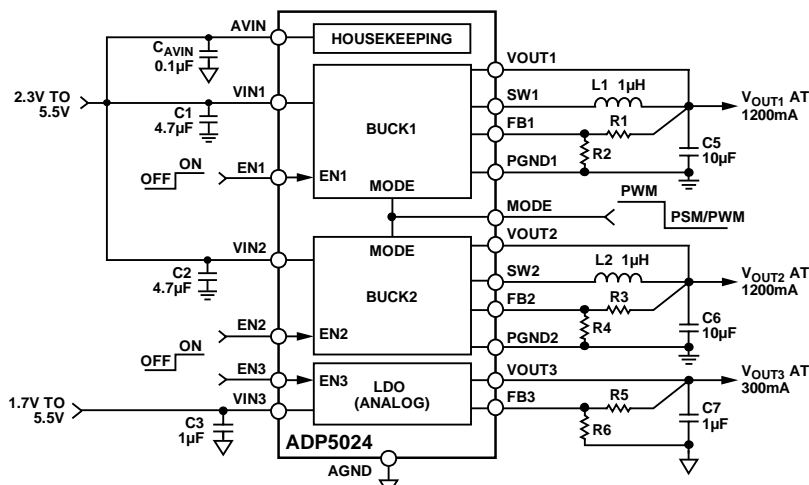 AVIN
HOUSEKEEPING
C_AVIN
0.1µF
VOUT1
L1 1µH
2.3V TO
5.5V
VIN1
C1
4.7µF
BUCK1
SW1
FB1
R1
R2
V_OUT1 AT
1200mA
C5
10µF
ON
OFF
EN1
EN1
PGND1
MODE
MODE
PWM
PSM/PWM
MODE
VOUT2
VIN2
C2
4.7µF
BUCK2
SW2
L2 1µH
V_OUT2 AT
1200mA
FB2
R3
R4
C6
10µF
EN2
EN2
PGND2
ON
OFF
EN3
EN3
VOUT3
LDO
(ANALOG)
V_OUT3 AT
300mA
1.7V TO
5.5V
VIN3
C3
1µF
FB3
R5
R6
C7
1µF
ADP5024
AGND